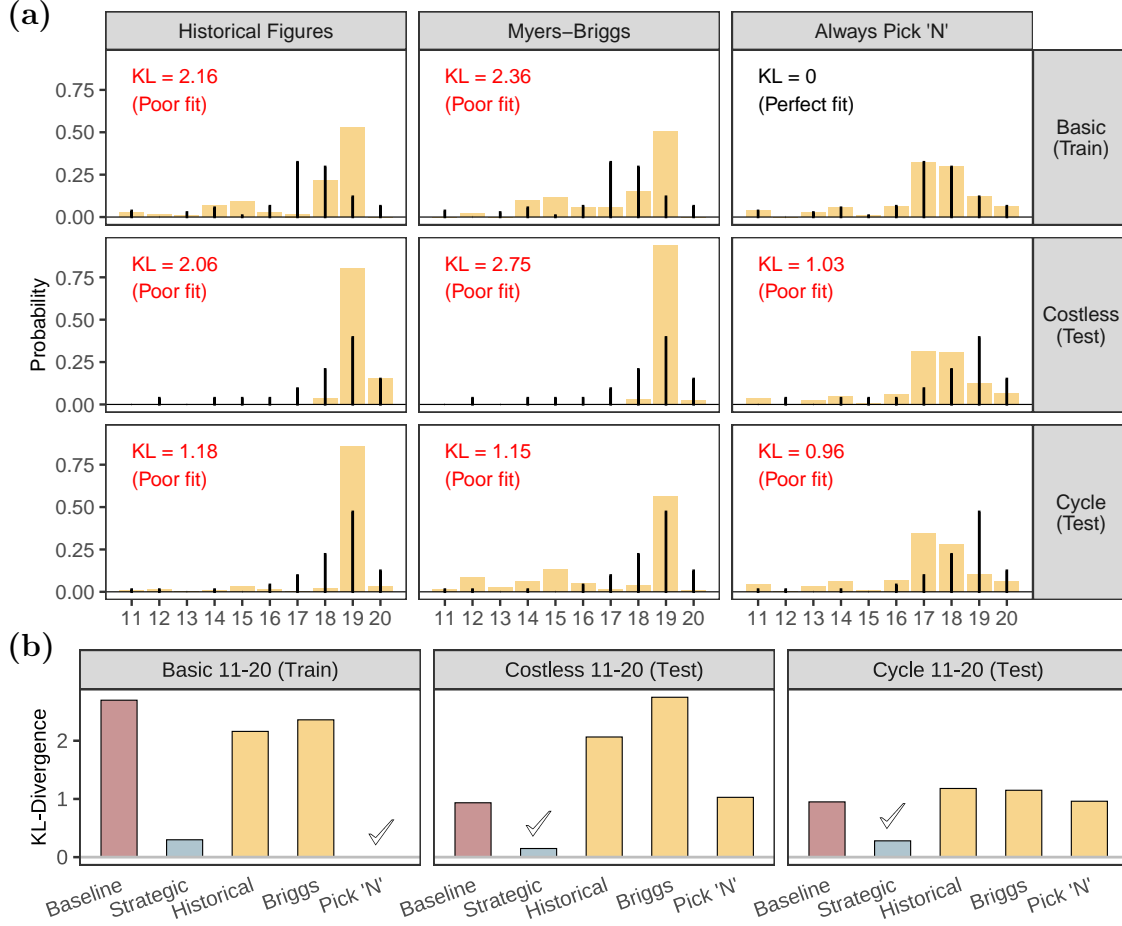 (a)
Historical Figures
Myers−Briggs
Always Pick 'N'
Probability
0.75
0.50
0.25
0.00
KL = 2.16
(Poor fit)
KL = 2.36
(Poor fit)
KL = 0
(Perfect fit)
Basic
(Train)
0.75
0.50
0.25
0.00
KL = 2.06
(Poor fit)
KL = 2.75
(Poor fit)
KL = 1.03
(Poor fit)
Costless
(Test)
0.75
0.50
0.25
0.00
KL = 1.18
(Poor fit)
KL = 1.15
(Poor fit)
KL = 0.96
(Poor fit)
Cycle
(Test)
11 12 13 14 15 16 17 18 19 20
11 12 13 14 15 16 17 18 19 20
11 12 13 14 15 16 17 18 19 20
(b)
Basic 11-20 (Train)
Costless 11-20 (Test)
Cycle 11-20 (Test)
KL-Divergence
2
1
0
Baseline
Strategic
Historical
Briggs
Pick 'N'
Baseline
Strategic
Historical
Briggs
Pick 'N'
Baseline
Strategic
Historical
Briggs
Pick 'N'